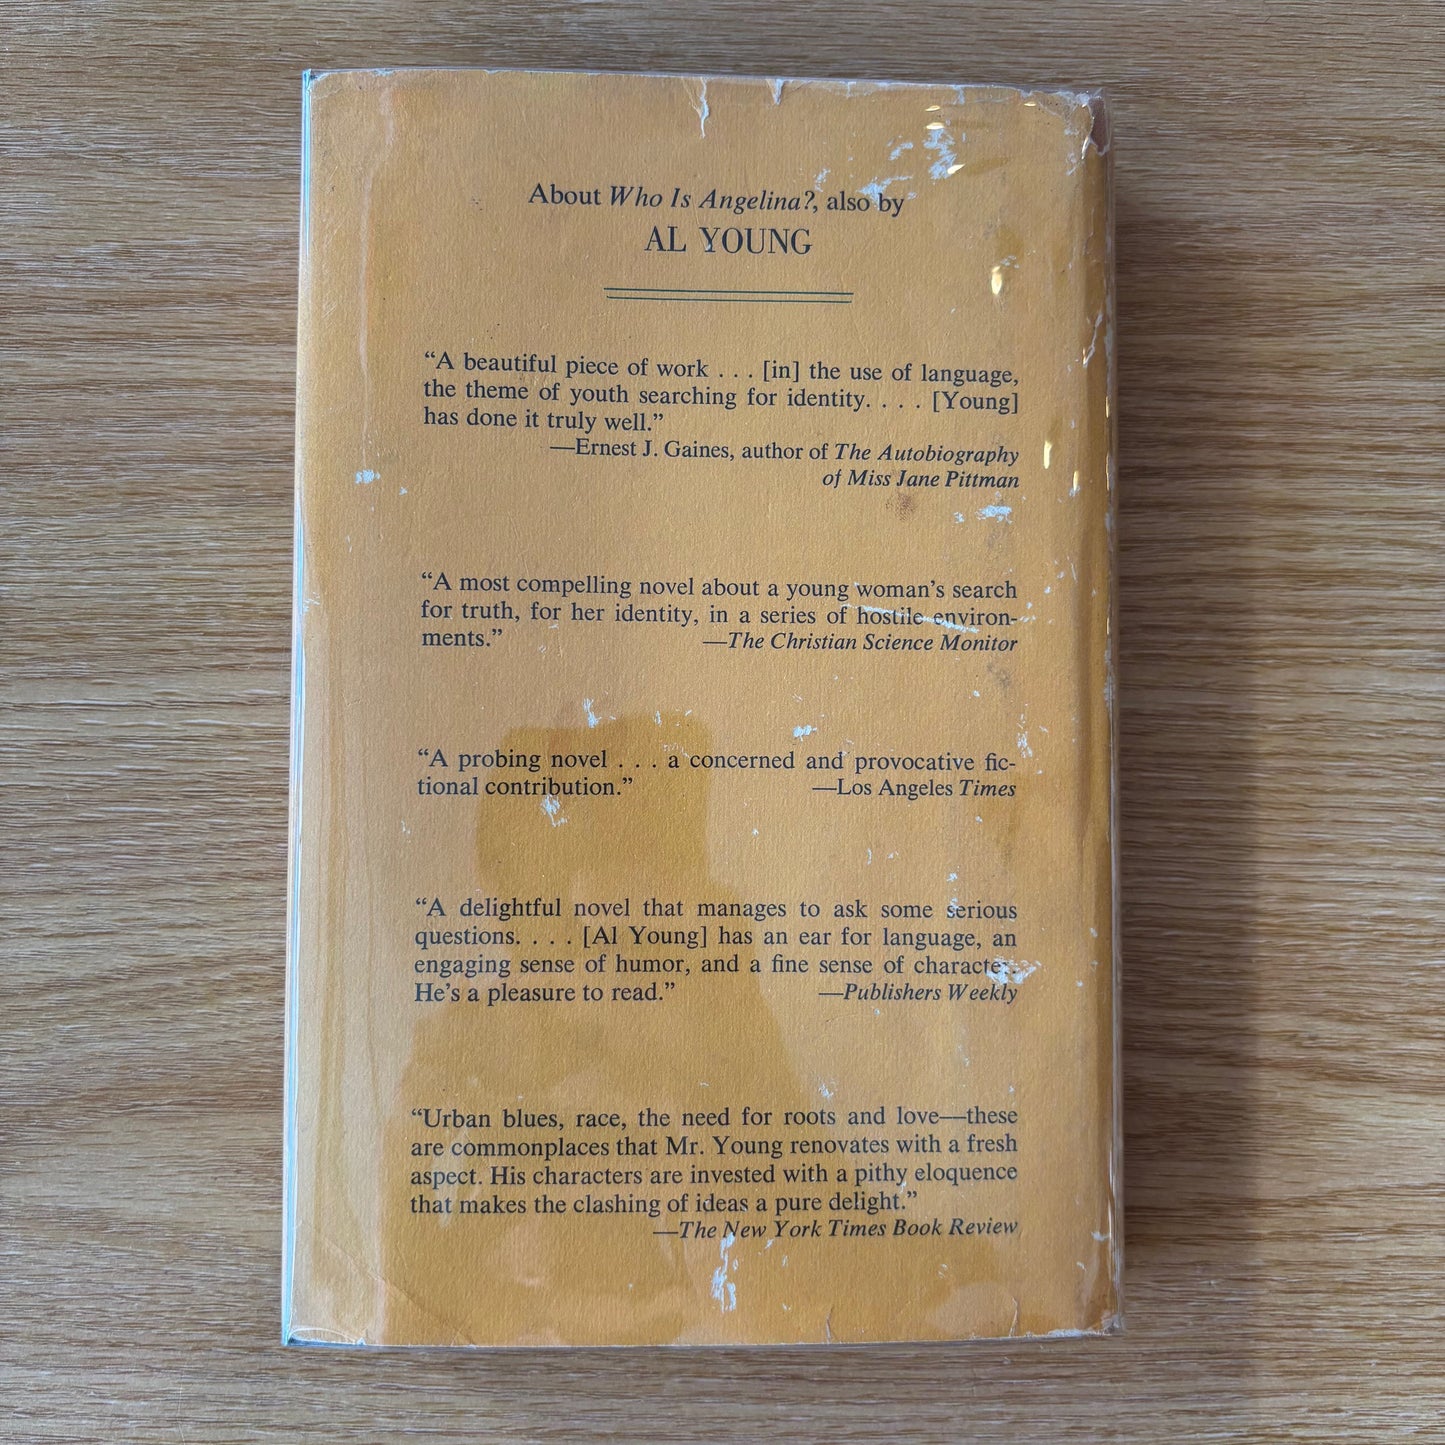 About Who Is Angelina?, also by
AL YOUNG
“A beautiful piece of work . . . [in] the use of language,
the theme of youth searching for identity. . . . [Young]
has done it truly well.”
—Ernest J. Gaines, author of The Autobiography
of Miss Jane Pittman
“A most compelling novel about a young woman’s search
for truth, for her identity, in a series of hostile environ-
ments.” —The Christian Science Monitor
“A probing novel . . . a concerned and provocative fic-
tional contribution.” —Los Angeles Times
“A delightful novel that manages to ask some serious
questions. . . . [Al Young] has an ear for language, an
engaging sense of humor, and a fine sense of character.
He’s a pleasure to read.” —Publishers Weekly
“Urban blues, race, the need for roots and love—these
are commonplaces that Mr. Young renovates with a fresh
aspect. His characters are invested with a pithy eloquence
that makes the clashing of ideas a pure delight.”
—The New York Times Book Review